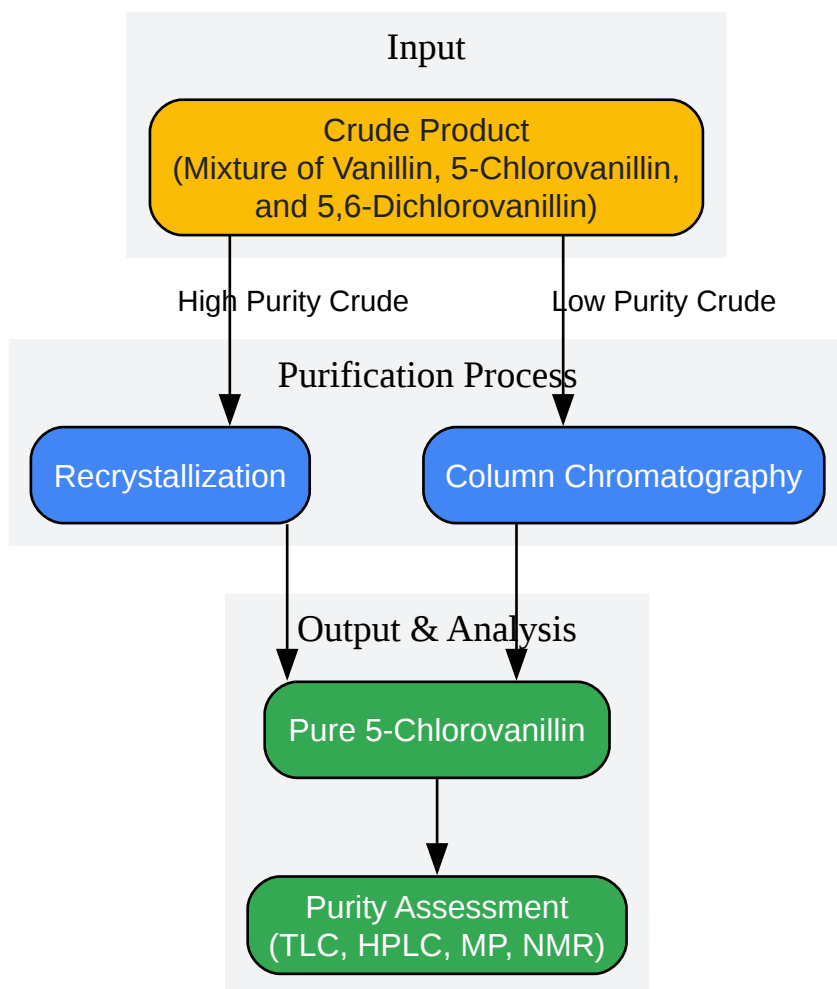 Input
Crude Product
(Mixture of Vanillin, 5-Chlorovanillin,
and 5,6-Dichlorovanillin)
High Purity Crude
Low Purity Crude
Purification Process
Recrystallization
Column Chromatography
Output & Analysis
Pure 5-Chlorovanillin
Purity Assessment
(TLC, HPLC, MP, NMR)